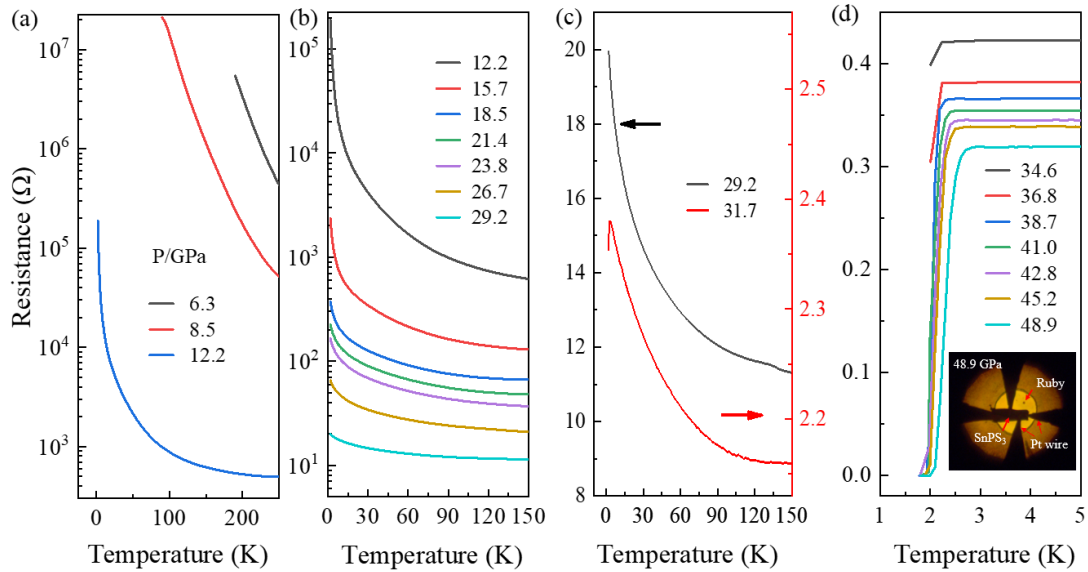 (a)
(b)
(c)
(d)
Resistance (Ω)
10^7
10^6
10^5
10^4
10^3
P/GPa
6.3
8.5
12.2
0
100
200
Temperature (K)
10^5
10^4
10^3
10^2
10^1
12.2
15.7
18.5
21.4
23.8
26.7
29.2
0 30 60 90 120 150
Temperature (K)
20
18
16
14
12
10
8
29.2
31.7
2.5
2.4
2.3
2.2
0 30 60 90 120 150
Temperature (K)
0.4
0.3
0.2
0.1
0.0
34.6
36.8
38.7
41.0
42.8
45.2
48.9
48.9 GPa
Ruby
SnPS₃
Pt wire
1 2 3 4 5
Temperature (K)